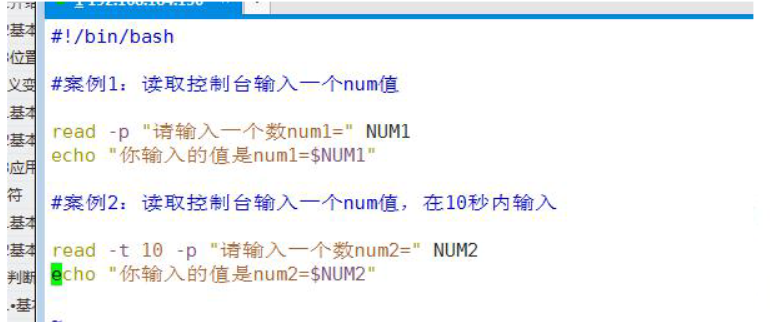 192.168.184.130
基本
#!/bin/bash
位置
义变
#案例1：读取控制台输入一个num值
基本
基本
read -p "请输入一个数num1=" NUM1
echo "你输入的值是num1=$NUM1"
应用
符
#案例2：读取控制台输入一个num值，在10秒内输入
基本
基本
read -t 10 -p "请输入一个数num2=" NUM2
判断
echo "你输入的值是num2=$NUM2"
基本